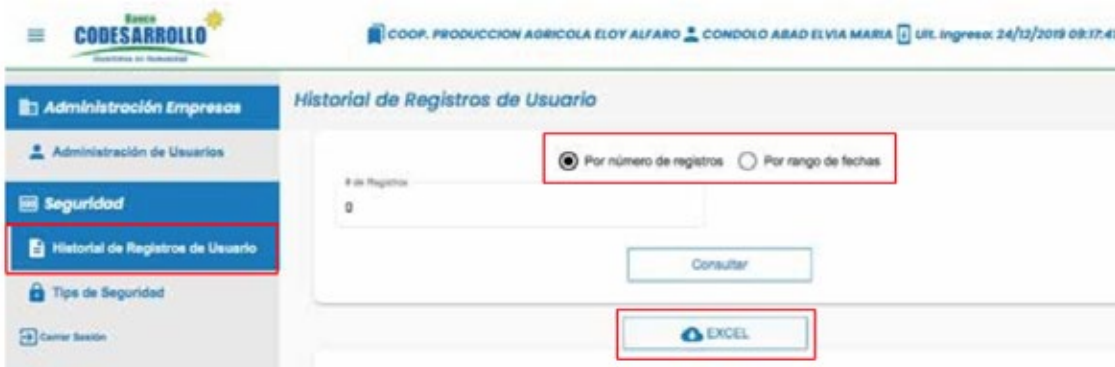 Banco
CODESARROLLO
COOP. PRODUCCION AGRICOLA ELOY ALFARO CONDOLO ABAD ELVIA MARIA Ult. Ingreso: 24/12/2019 09:17:41
Administración Empresas
Administración de Usuarios
Seguridad
Historial de Registros de Usuario
Tips de Seguridad
Cerrar Sesión
Historial de Registros de Usuario
Por número de registros Por rango de fechas
# de Registros
0
Consultar
EXCEL